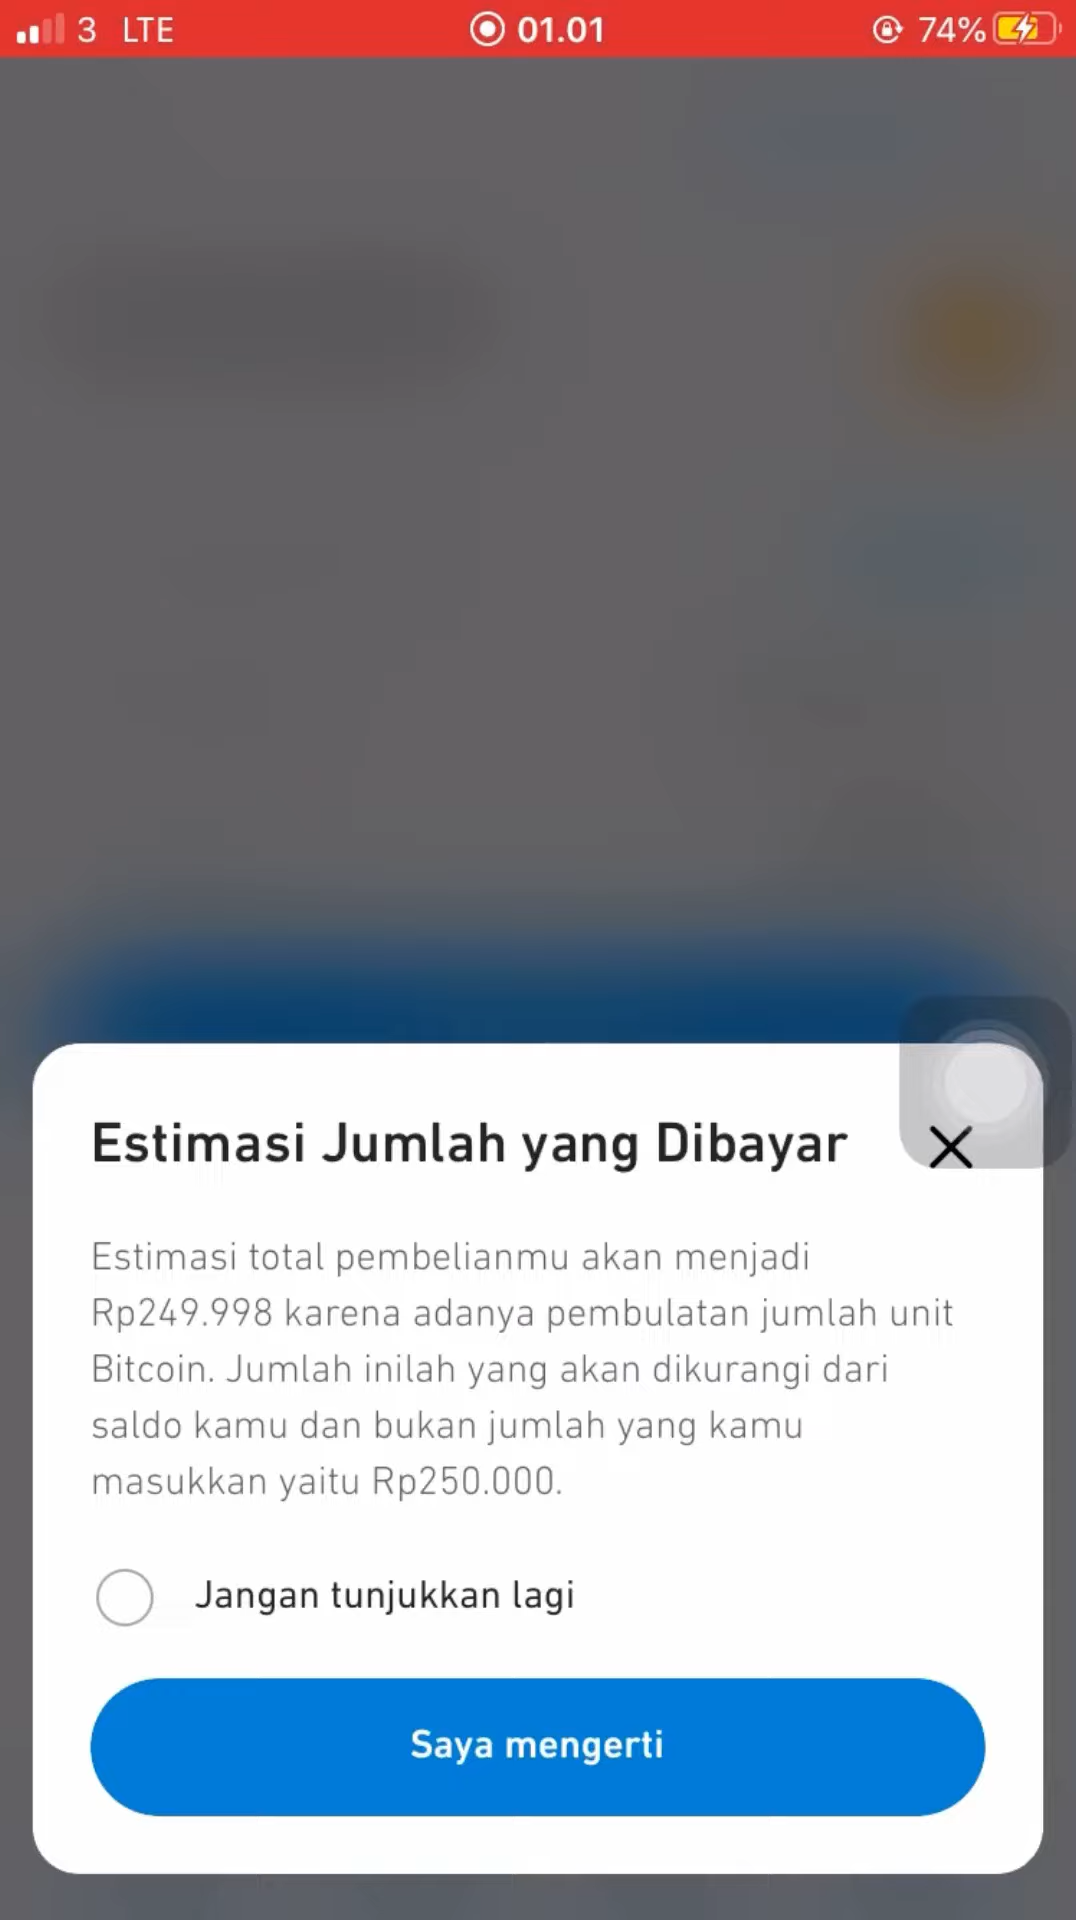 3 LTE 01.01 74%
Estimasi Jumlah yang Dibayar
Estimasi total pembelianmu akan menjadi
Rp249.998 karena adanya pembulatan jumlah unit
Bitcoin. Jumlah inilah yang akan dikurangi dari
saldo kamu dan bukan jumlah yang kamu
masukkan yaitu Rp250.000.
Jangan tunjukkan lagi
Saya mengerti